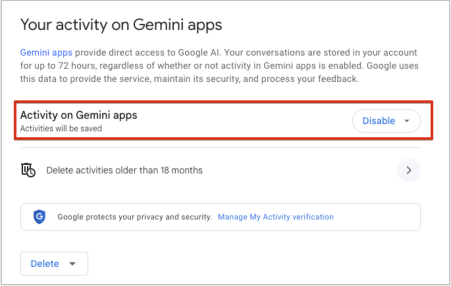 Your activity on Gemini apps
Gemini apps provide direct access to Google AI. Your conversations are stored in your account
for up to 72 hours, regardless of whether or not activity in Gemini apps is enabled. Google uses
this data to provide the service, maintain its security, and process your feedback.
Activity on Gemini apps
Activities will be saved
Disable
Delete activities older than 18 months
G
Google protects your privacy and security. Manage My Activity verification
Delete